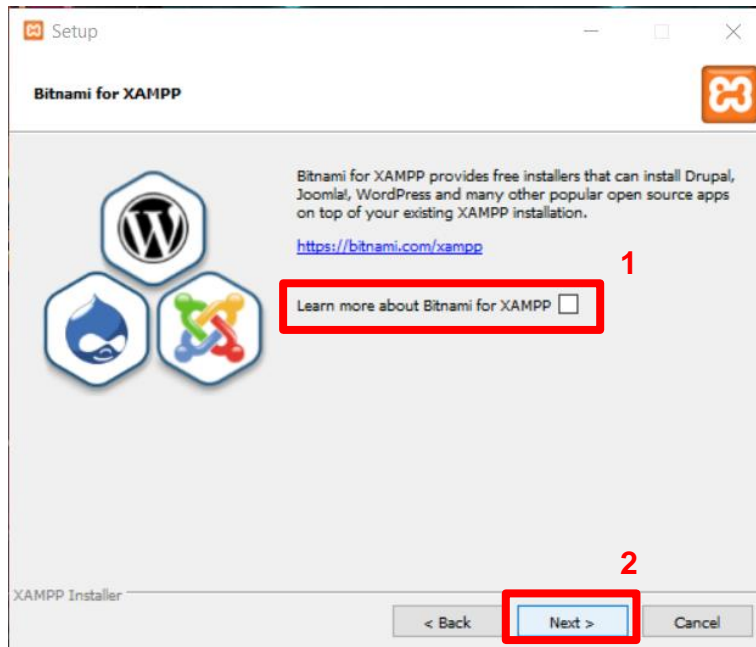 Setup
Bitnami for XAMPP
Bitnami for XAMPP provides free installers that can install Drupal,
Joomla!, WordPress and many other popular open source apps
on top of your existing XAMPP installation.
https://bitnami.com/xampp
1
Learn more about Bitnami for XAMPP
2
XAMPP Installer
< Back Next > Cancel